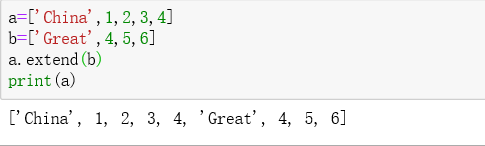 a=['China',1,2,3,4]
b=['Great',4,5,6]
a.extend(b)
print(a)
['China', 1, 2, 3, 4, 'Great', 4, 5, 6]